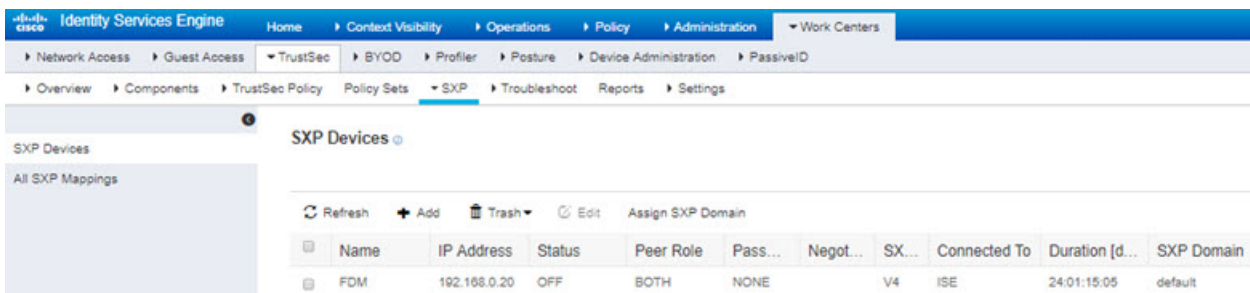 cisco Identity Services Engine Home Context Visibility Operations Policy Administration Work Centers
Network Access Guest Access TrustSec BYOD Profiler Posture Device Administration PassiveID
Overview Components TrustSec Policy Policy Sets SXP Troubleshoot Reports Settings
SXP Devices
All SXP Mappings
SXP Devices
Refresh Add Trash Edit Assign SXP Domain
Name IP Address Status Peer Role Pass... Negot... SX... Connected To Duration [d... SXP Domain
FDM 192.168.0.20 OFF BOTH NONE V4 ISE 24:01:15:05 default